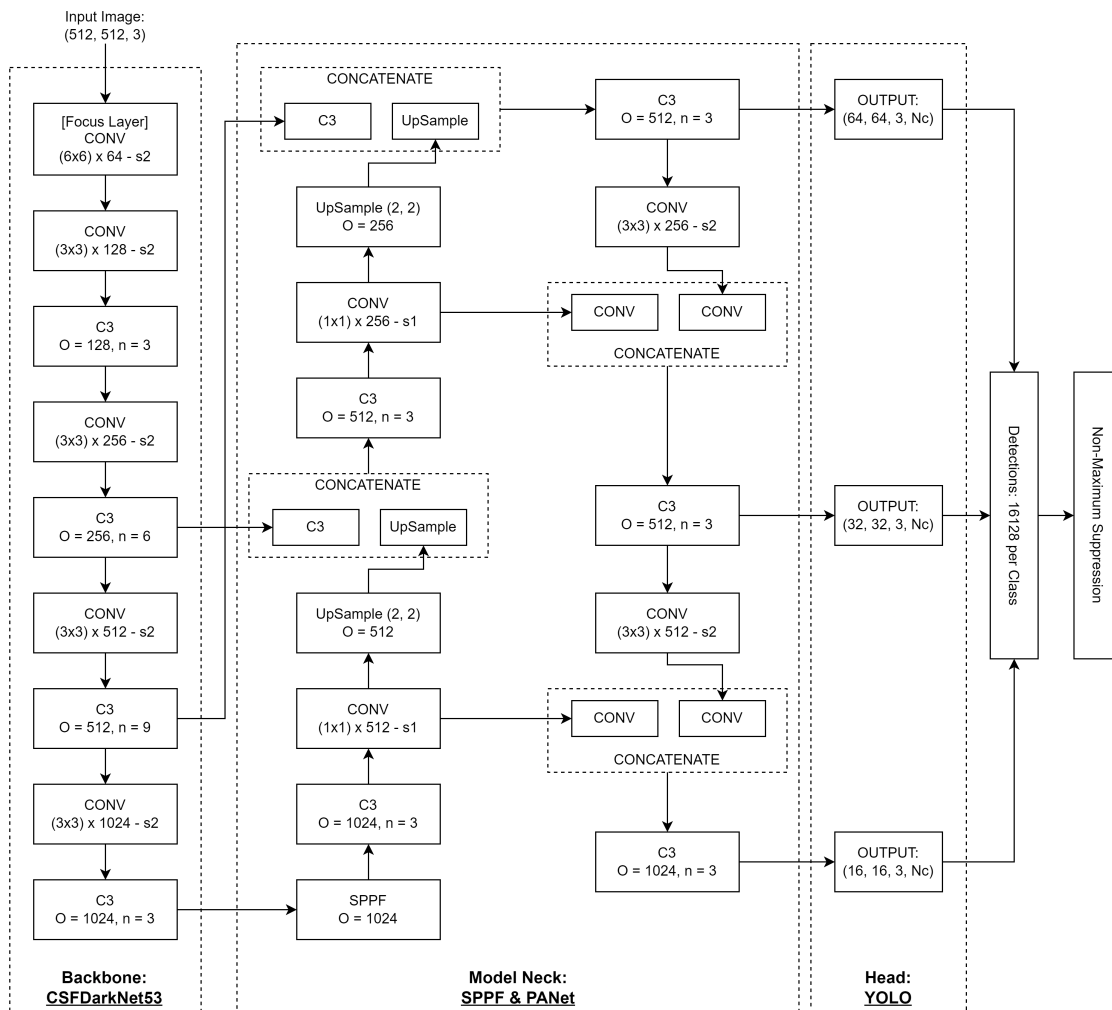 Input Image:
(512, 512, 3)
[Focus Layer]
CONV
(6x6) x 64 - s2
CONV
(3x3) x 128 - s2
C3
O = 128, n = 3
CONV
(3x3) x 256 - s2
C3
O = 256, n = 6
CONV
(3x3) x 512 - s2
C3
O = 512, n = 9
CONV
(3x3) x 1024 - s2
C3
O = 1024, n = 3
Backbone:
CSFDarkNet53
CONCATENATE
C3
UpSample
UpSample (2, 2)
O = 256
CONV
(1x1) x 256 - s1
C3
O = 512, n = 3
CONCATENATE
C3
UpSample
UpSample (2, 2)
O = 512
CONV
(1x1) x 512 - s1
C3
O = 1024, n = 3
SPPF
O = 1024
C3
O = 512, n = 3
CONV
(3x3) x 256 - s2
CONV
CONV
CONCATENATE
C3
O = 512, n = 3
CONV
(3x3) x 512 - s2
CONV
CONV
CONCATENATE
C3
O = 1024, n = 3
Model Neck:
SPPF & PANet
OUTPUT:
(64, 64, 3, Nc)
OUTPUT:
(32, 32, 3, Nc)
OUTPUT:
(16, 16, 3, Nc)
Head:
YOLO
Detections: 16128 per
Class
Non-Maximum
Suppression